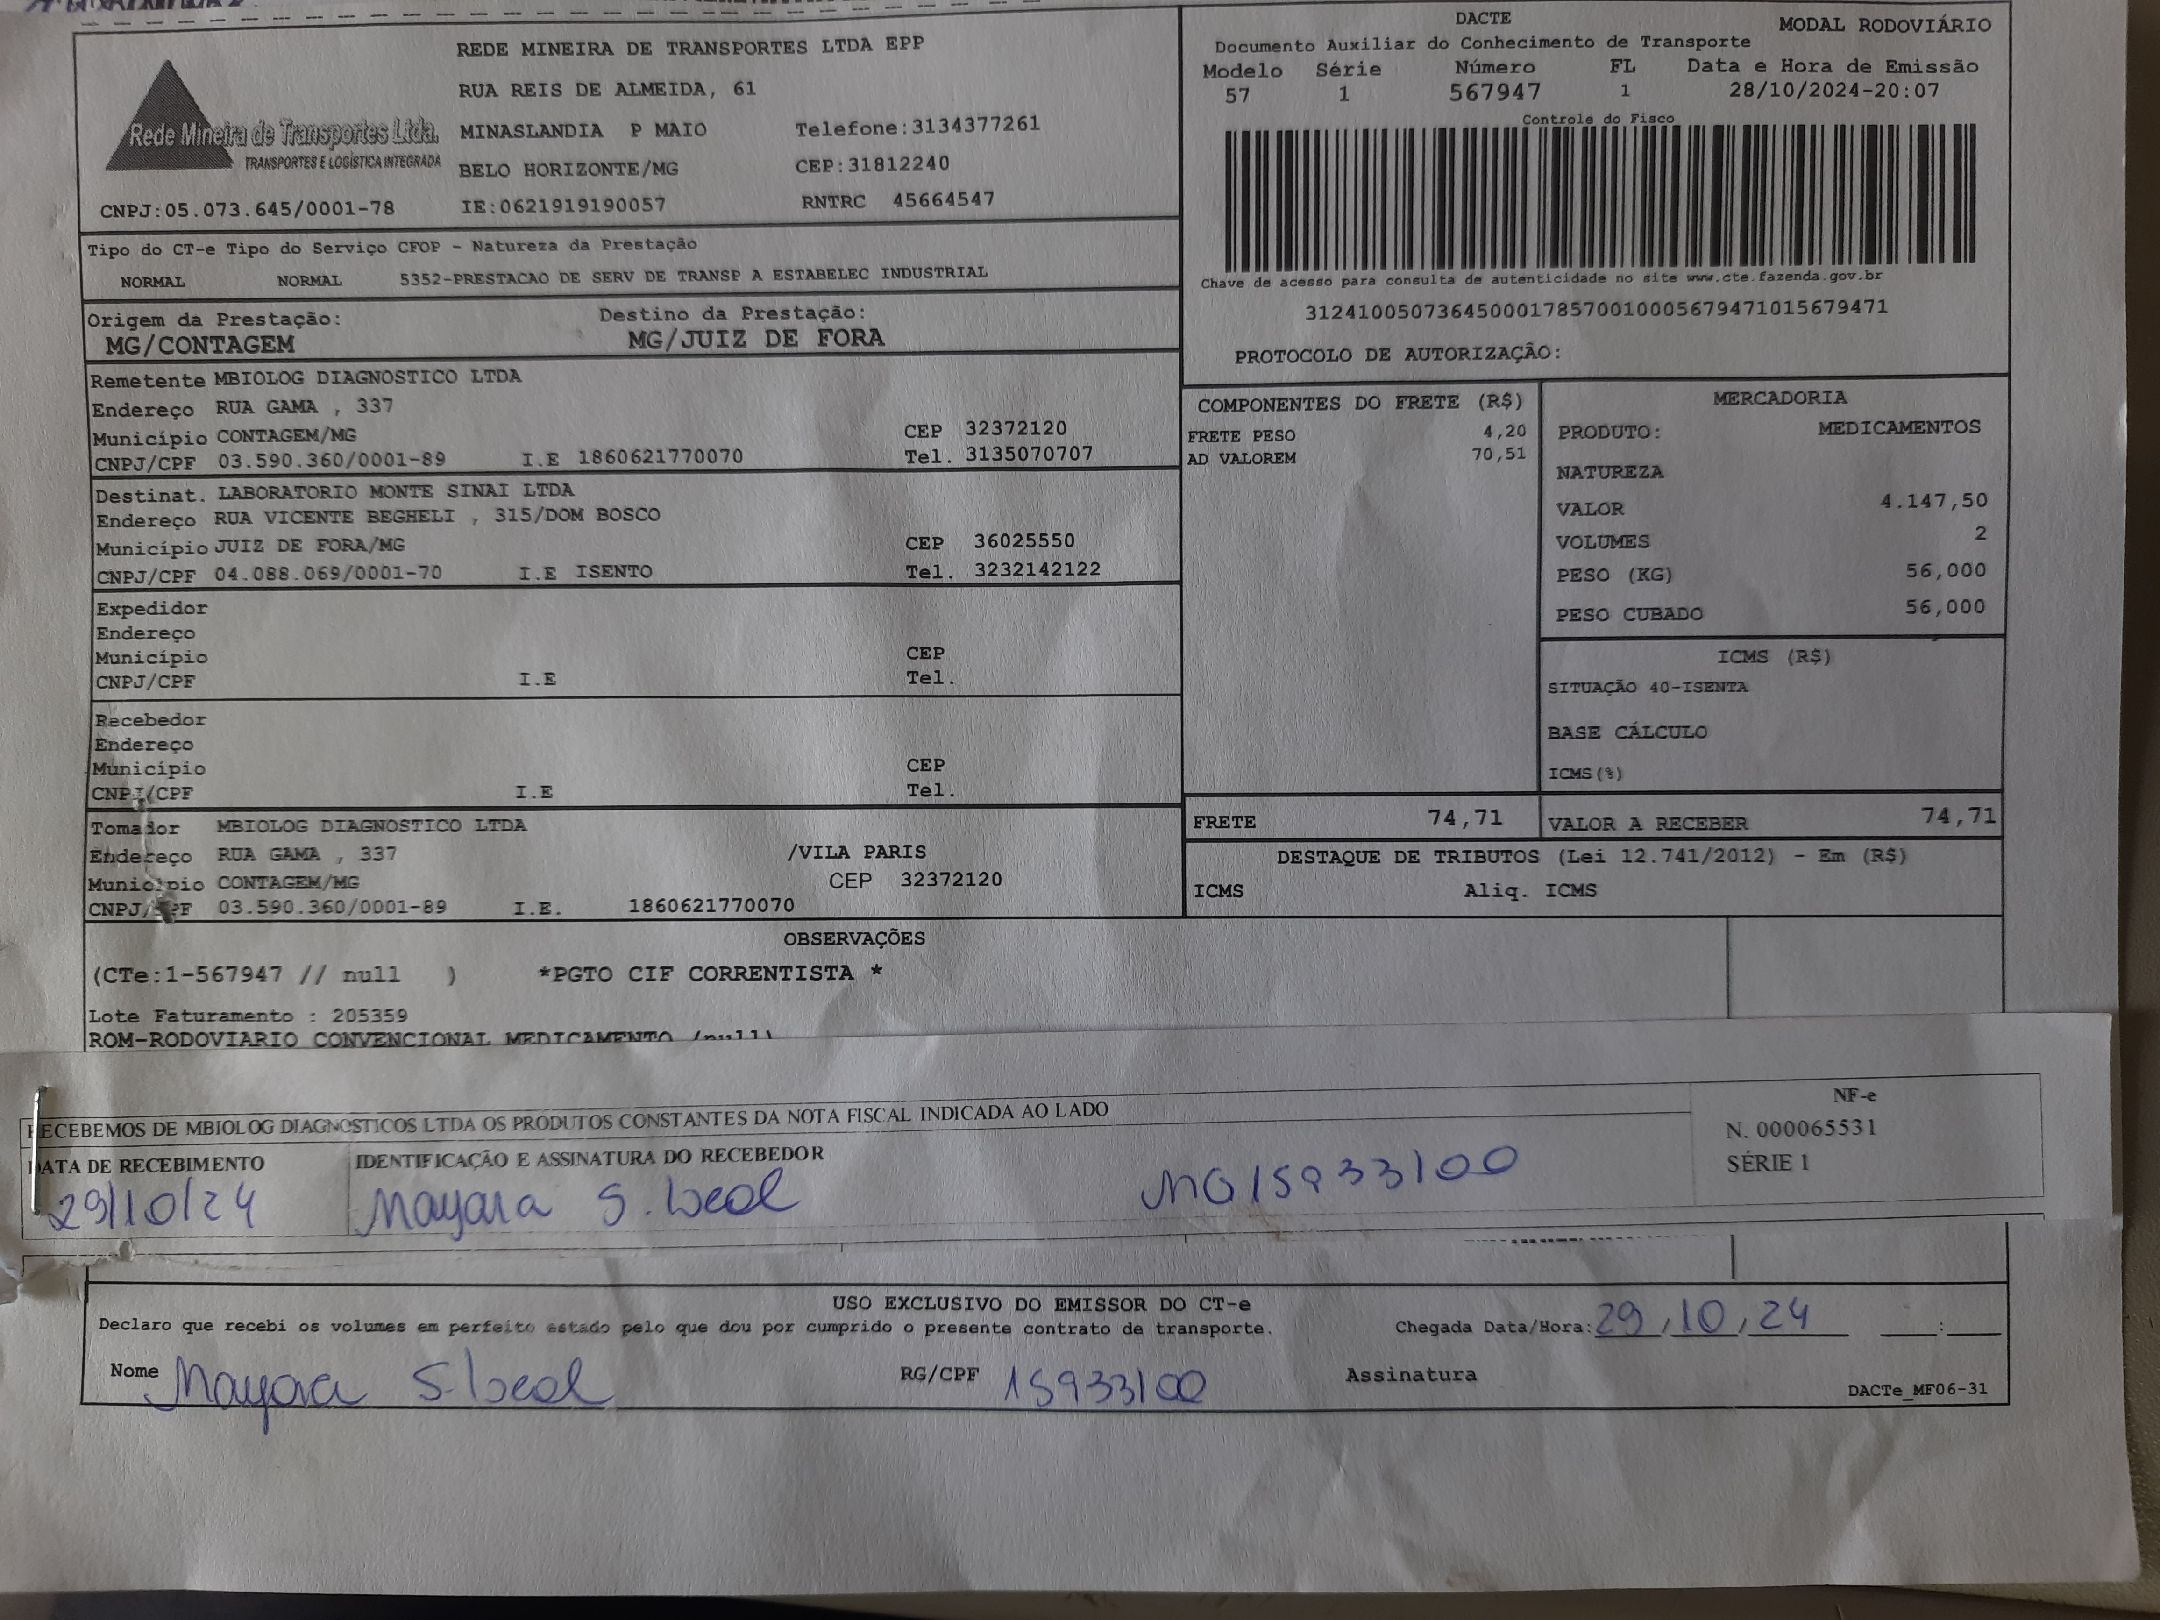 REDE MINEIRA DE TRANSPORTES LTDA EPP
RUA REIS DE ALMEIDA, 61
Rede Mineira de Transportes Ltda.
TRANSPORTES E LOGÍSTICA INTEGRADA
MINASLANDIA P MAIO Telefone:3134377261
BELO HORIZONTE/MG CEP:31812240
CNPJ:05.073.645/0001-78 IE:0621919190057 RNTRC 45664547
DACTE MODAL RODOVIÁRIO
Documento Auxiliar do Conhecimento de Transporte
Modelo Série Número FL Data e Hora de Emissão
57 1 567947 1 28/10/2024-20:07
Controle do Fisco
Chave de acesso para consulta de autenticidade no site www.cte.fazenda.gov.br
31241005073645000178570010005679471015679471
PROTOCOLO DE AUTORIZAÇÃO:
Tipo do CT-e Tipo do Serviço CFOP - Natureza da Prestação
NORMAL NORMAL 5352-PRESTACAO DE SERV DE TRANSP A ESTABELEC INDUSTRIAL
Origem da Prestação: Destino da Prestação:
MG/CONTAGEM MG/JUIZ DE FORA
Remetente MBIOLOG DIAGNOSTICO LTDA
Endereço RUA GAMA , 337
Município CONTAGEM/MG CEP 32372120
CNPJ/CPF 03.590.360/0001-89 I.E 1860621770070 Tel. 3135070707
Destinat. LABORATORIO MONTE SINAI LTDA
Endereço RUA VICENTE BEGHELI , 315/DOM BOSCO
Município JUIZ DE FORA/MG CEP 36025550
CNPJ/CPF 04.088.069/0001-70 I.E ISENTO Tel. 3232142122
Expedidor
Endereço
Município CEP
CNPJ/CPF I.E Tel.
Recebedor
Endereço
Município CEP
CNPJ/CPF I.E Tel.
Tomador MBIOLOG DIAGNOSTICO LTDA
Endereço RUA GAMA , 337 /VILA PARIS
Município CONTAGEM/MG CEP 32372120
CNPJ/CPF 03.590.360/0001-89 I.E. 1860621770070
COMPONENTES DO FRETE (R$)
FRETE PESO 4,20
AD VALOREM 70,51
MERCADORIA
PRODUTO: MEDICAMENTOS
NATUREZA
VALOR 4.147,50
VOLUMES 2
PESO (KG) 56,000
PESO CUBADO 56,000
ICMS (R$)
SITUAÇÃO 40-ISENTA
BASE CÁLCULO
ICMS(%)
FRETE 74,71 VALOR A RECEBER 74,71
DESTAQUE DE TRIBUTOS (Lei 12.741/2012) - Em (R$)
ICMS Aliq. ICMS
OBSERVAÇÕES
(CTe:1-567947 // null ) *PGTO CIF CORRENTISTA *
Lote Faturamento : 205359
ROM-RODOVIARIO CONVENCIONAL MEDICAMENTO (null)
RECEBEMOS DE MBIOLOG DIAGNOSTICOS LTDA OS PRODUTOS CONSTANTES DA NOTA FISCAL INDICADA AO LADO
NF-e
N. 000065531
SÉRIE 1
DATA DE RECEBIMENTO IDENTIFICAÇÃO E ASSINATURA DO RECEBEDOR
29/10/24 Mayara S. Leal MG15933100
USO EXCLUSIVO DO EMISSOR DO CT-e
Declaro que recebi os volumes em perfeito estado pelo que dou por cumprido o presente contrato de transporte. Chegada Data/Hora: 29/10/24 :
Nome Mayara S. Leal RG/CPF 15933100 Assinatura
DACTe_MF06-31